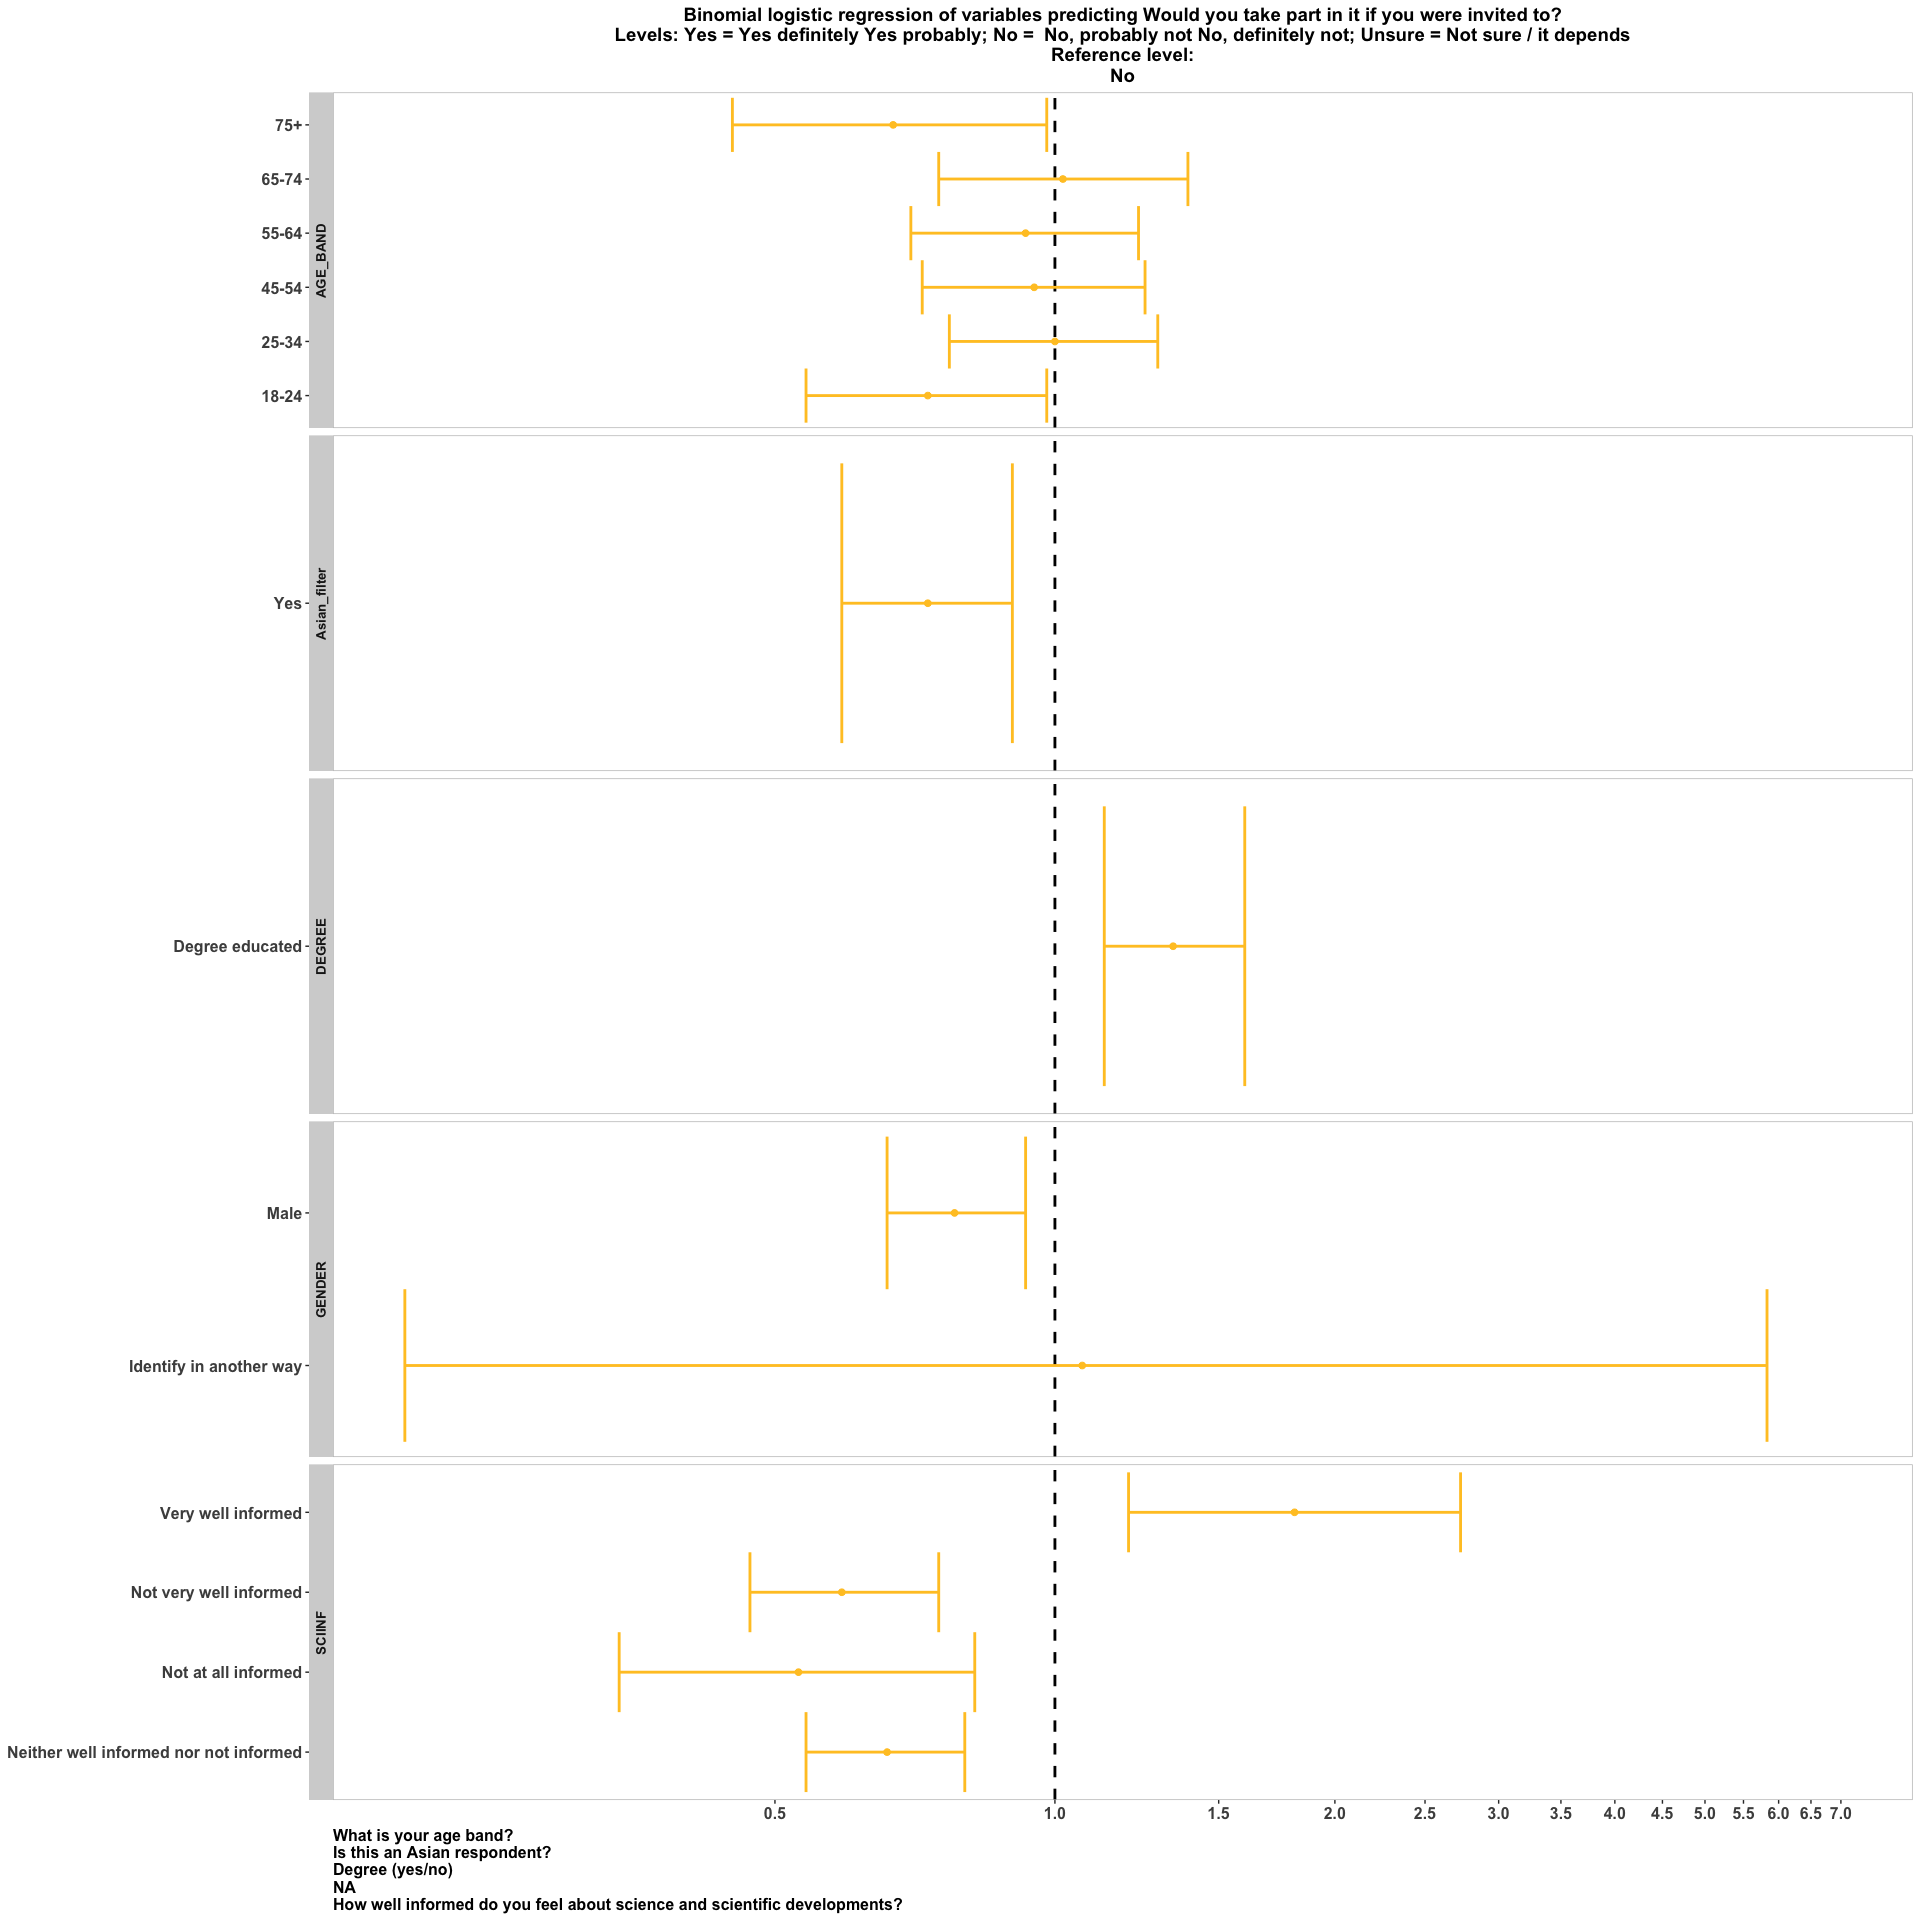 Binomial logistic regression of variables predicting Would you take part in it if you were invited to?
Levels: Yes = Yes definitely Yes probably; No =  No, probably not No, definitely not; Unsure = Not sure / it depends
Reference level:
No
AGE_BAND
75+
65-74
55-64
45-54
25-34
18-24
Asian_filter
Yes
DEGREE
Degree educated
GENDER
Male
Identify in another way
SCIINF
Very well informed
Not very well informed
Not at all informed
Neither well informed nor not informed
0.5 1.0 1.5 2.0 2.5 3.0 3.5 4.0 4.5 5.0 5.5 6.0 6.5 7.0
What is your age band?
Is this an Asian respondent?
Degree (yes/no)
NA
How well informed do you feel about science and scientific developments?